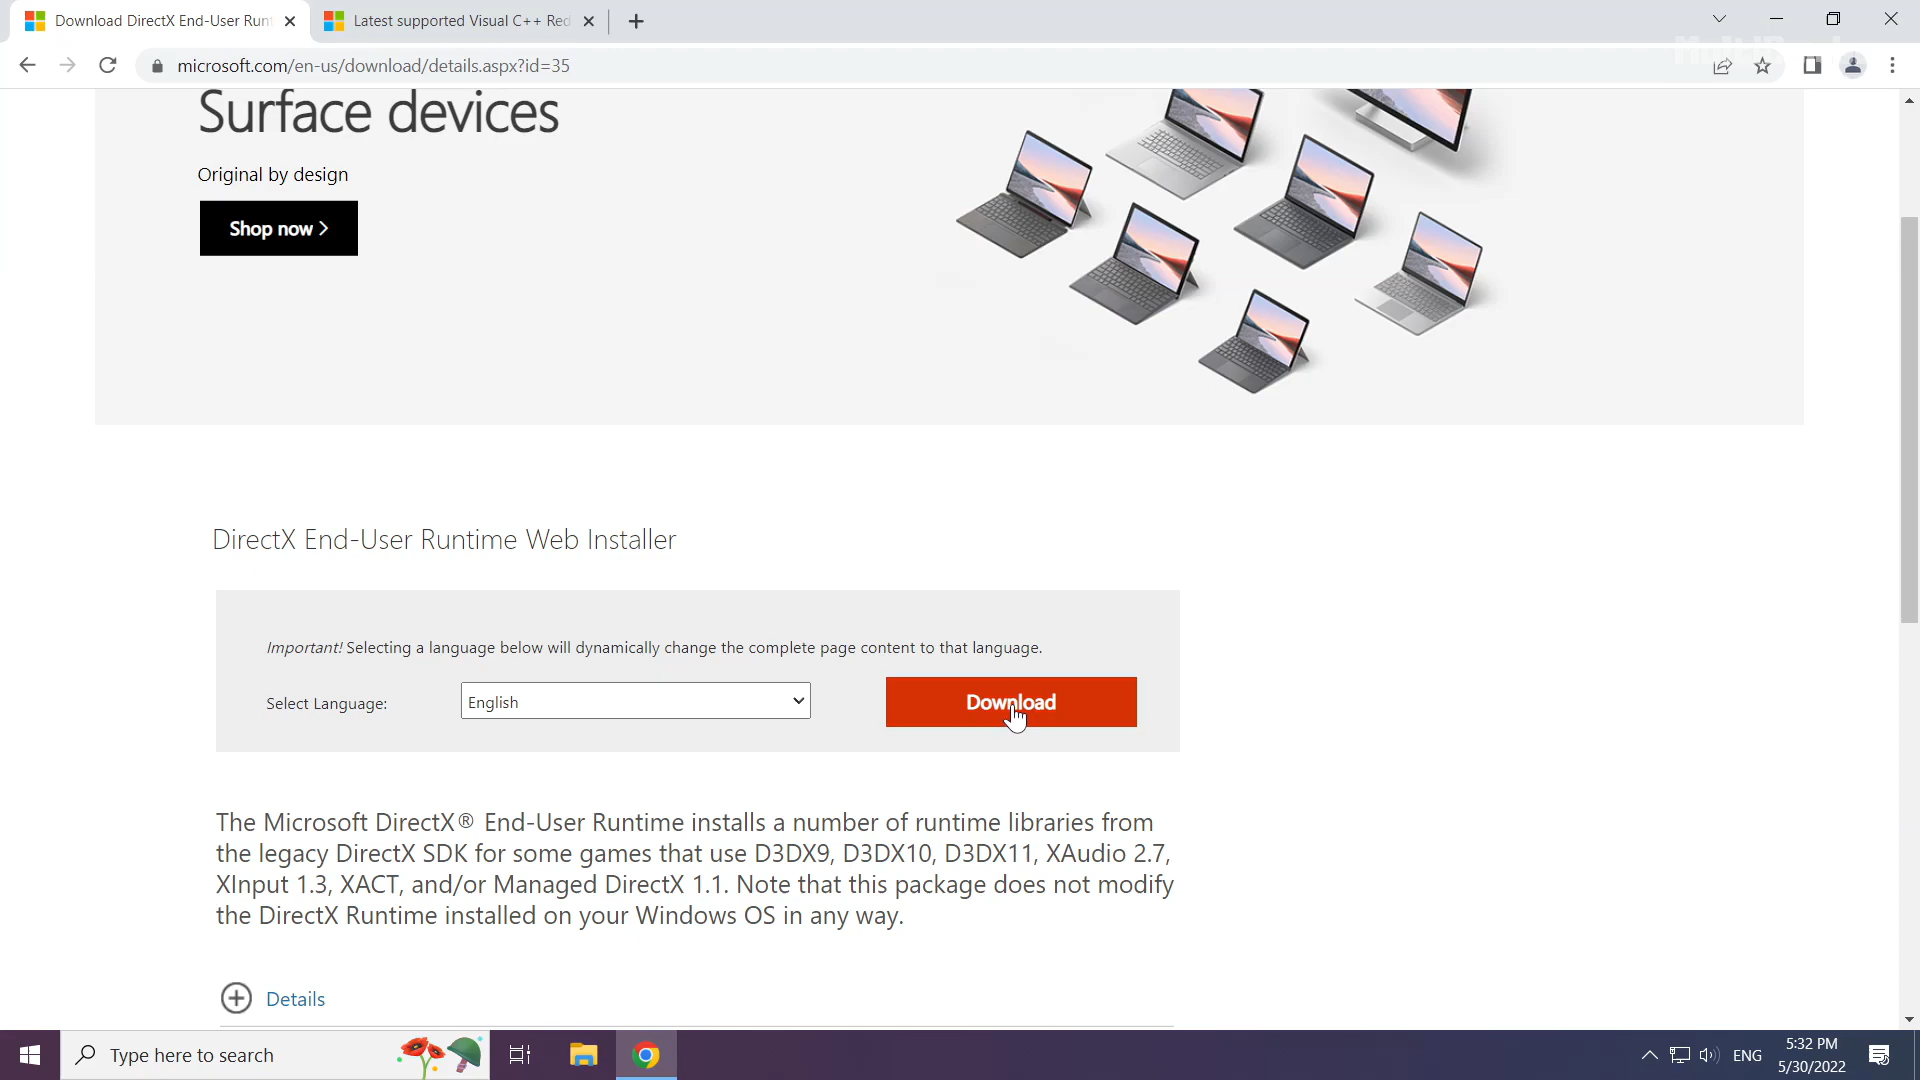 Download DirectX End-User Runt
Latest supported Visual C++ Red
microsoft.com/en-us/download/details.aspx?id=35
Surface devices
Original by design
Shop now >
DirectX End-User Runtime Web Installer
Important! Selecting a language below will dynamically change the complete page content to that language.
Select Language:
English
Download
The Microsoft DirectX® End-User Runtime installs a number of runtime libraries from
the legacy DirectX SDK for some games that use D3DX9, D3DX10, D3DX11, XAudio 2.7,
XInput 1.3, XACT, and/or Managed DirectX 1.1. Note that this package does not modify
the DirectX Runtime installed on your Windows OS in any way.
Details
Type here to search
ENG
5:32 PM
5/30/2022